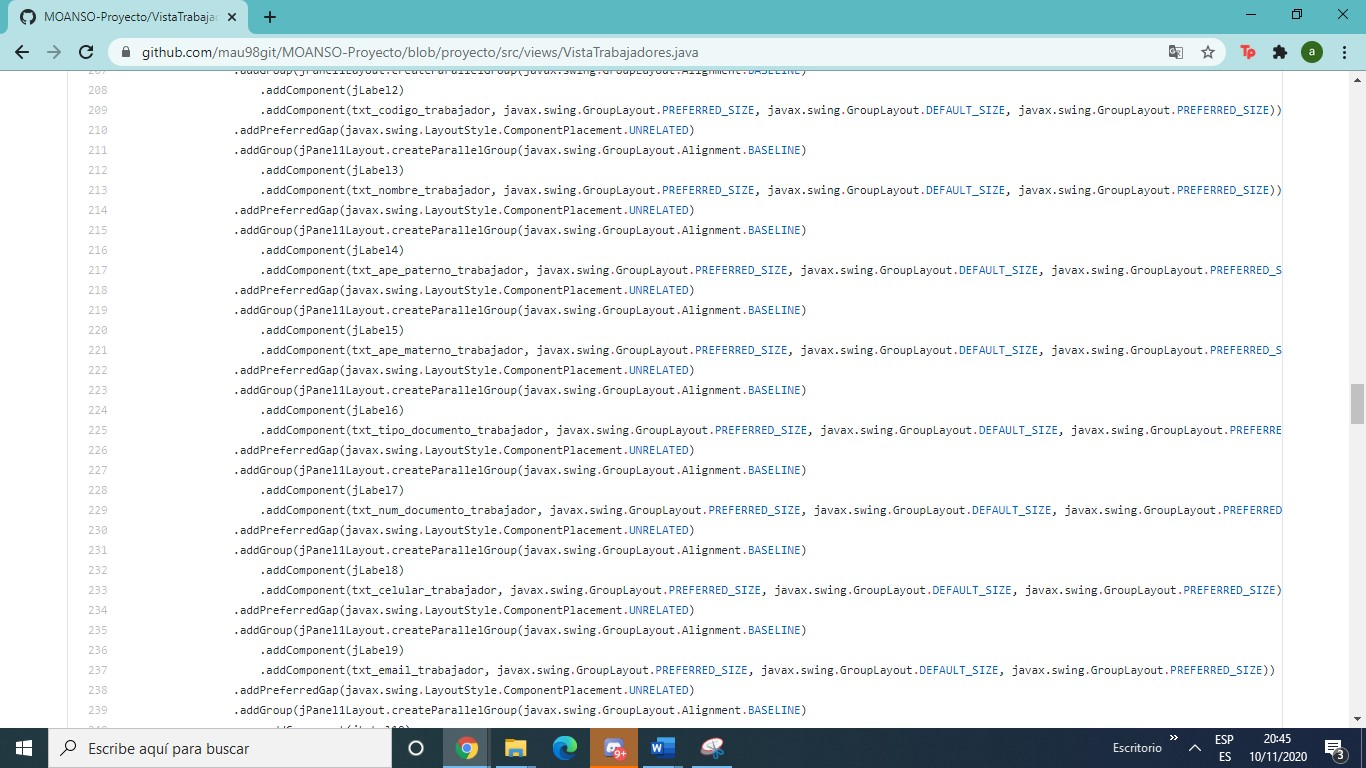 MOANSO-Proyecto/VistaTrabajad
github.com/mau98git/MOANSO-Proyecto/blob/proyecto/src/views/VistaTrabajadores.java
a
207 .addGroup(jPanel1Layout.createParallelGroup(javax.swing.GroupLayout.Alignment.BASELINE)
208 .addComponent(jLabel2)
209 .addComponent(txt_codigo_trabajador, javax.swing.GroupLayout.PREFERRED_SIZE, javax.swing.GroupLayout.DEFAULT_SIZE, javax.swing.GroupLayout.PREFERRED_SIZE))
210 .addPreferredGap(javax.swing.LayoutStyle.ComponentPlacement.UNRELATED)
211 .addGroup(jPanel1Layout.createParallelGroup(javax.swing.GroupLayout.Alignment.BASELINE)
212 .addComponent(jLabel3)
213 .addComponent(txt_nombre_trabajador, javax.swing.GroupLayout.PREFERRED_SIZE, javax.swing.GroupLayout.DEFAULT_SIZE, javax.swing.GroupLayout.PREFERRED_SIZE))
214 .addPreferredGap(javax.swing.LayoutStyle.ComponentPlacement.UNRELATED)
215 .addGroup(jPanel1Layout.createParallelGroup(javax.swing.GroupLayout.Alignment.BASELINE)
216 .addComponent(jLabel4)
217 .addComponent(txt_ape_paterno_trabajador, javax.swing.GroupLayout.PREFERRED_SIZE, javax.swing.GroupLayout.DEFAULT_SIZE, javax.swing.GroupLayout.PREFERRED_S
218 .addPreferredGap(javax.swing.LayoutStyle.ComponentPlacement.UNRELATED)
219 .addGroup(jPanel1Layout.createParallelGroup(javax.swing.GroupLayout.Alignment.BASELINE)
220 .addComponent(jLabel5)
221 .addComponent(txt_ape_materno_trabajador, javax.swing.GroupLayout.PREFERRED_SIZE, javax.swing.GroupLayout.DEFAULT_SIZE, javax.swing.GroupLayout.PREFERRED_S
222 .addPreferredGap(javax.swing.LayoutStyle.ComponentPlacement.UNRELATED)
223 .addGroup(jPanel1Layout.createParallelGroup(javax.swing.GroupLayout.Alignment.BASELINE)
224 .addComponent(jLabel6)
225 .addComponent(txt_tipo_documento_trabajador, javax.swing.GroupLayout.PREFERRED_SIZE, javax.swing.GroupLayout.DEFAULT_SIZE, javax.swing.GroupLayout.PREFERRE
226 .addPreferredGap(javax.swing.LayoutStyle.ComponentPlacement.UNRELATED)
227 .addGroup(jPanel1Layout.createParallelGroup(javax.swing.GroupLayout.Alignment.BASELINE)
228 .addComponent(jLabel7)
229 .addComponent(txt_num_documento_trabajador, javax.swing.GroupLayout.PREFERRED_SIZE, javax.swing.GroupLayout.DEFAULT_SIZE, javax.swing.GroupLayout.PREFERRED
230 .addPreferredGap(javax.swing.LayoutStyle.ComponentPlacement.UNRELATED)
231 .addGroup(jPanel1Layout.createParallelGroup(javax.swing.GroupLayout.Alignment.BASELINE)
232 .addComponent(jLabel8)
233 .addComponent(txt_celular_trabajador, javax.swing.GroupLayout.PREFERRED_SIZE, javax.swing.GroupLayout.DEFAULT_SIZE, javax.swing.GroupLayout.PREFERRED_SIZE)
234 .addPreferredGap(javax.swing.LayoutStyle.ComponentPlacement.UNRELATED)
235 .addGroup(jPanel1Layout.createParallelGroup(javax.swing.GroupLayout.Alignment.BASELINE)
236 .addComponent(jLabel9)
237 .addComponent(txt_email_trabajador, javax.swing.GroupLayout.PREFERRED_SIZE, javax.swing.GroupLayout.DEFAULT_SIZE, javax.swing.GroupLayout.PREFERRED_SIZE))
238 .addPreferredGap(javax.swing.LayoutStyle.ComponentPlacement.UNRELATED)
239 .addGroup(jPanel1Layout.createParallelGroup(javax.swing.GroupLayout.Alignment.BASELINE)
Escribe aquí para buscar
9+
Escritorio
ESP
ES
20:45
10/11/2020
3